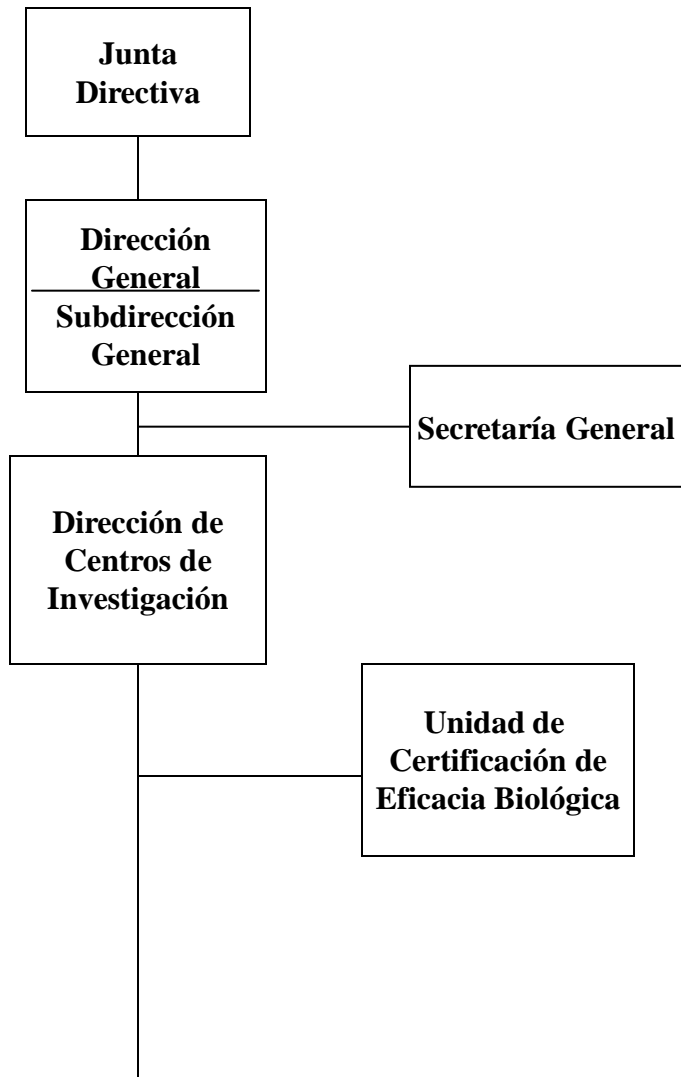 Junta
Directiva
Dirección
General
Subdirección
General
Secretaría General
Dirección de
Centros de
Investigación
Unidad de
Certificación de
Eficacia Biológica